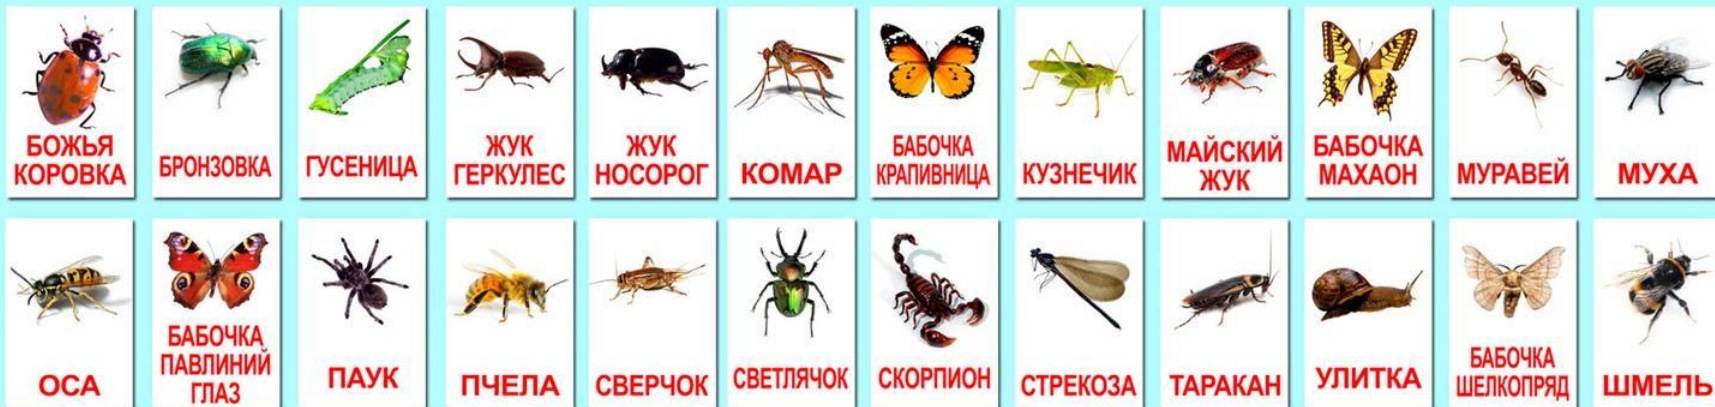 БОЖЬЯ
КОРОВКА
БРОНЗОВКА
ГУСЕНИЦА
ЖУК
ГЕРКУЛЕС
ЖУК
НОСОРОГ
КОМАР
БАБОЧКА
КРАПИВНИЦА
КУЗНЕЧИК
МАЙСКИЙ
ЖУК
БАБОЧКА
МАХАОН
МУРАВЕЙ
МУХА
ОСА
БАБОЧКА
ПАВЛИНИЙ
ГЛАЗ
ПАУК
ПЧЕЛА
СВЕРЧОК
СВЕТЛЯЧОК
СКОРПИОН
СТРЕКОЗА
ТАРАКАН
УЛИТКА
БАБОЧКА
ШЕЛКОПРЯД
ШМЕЛЬ